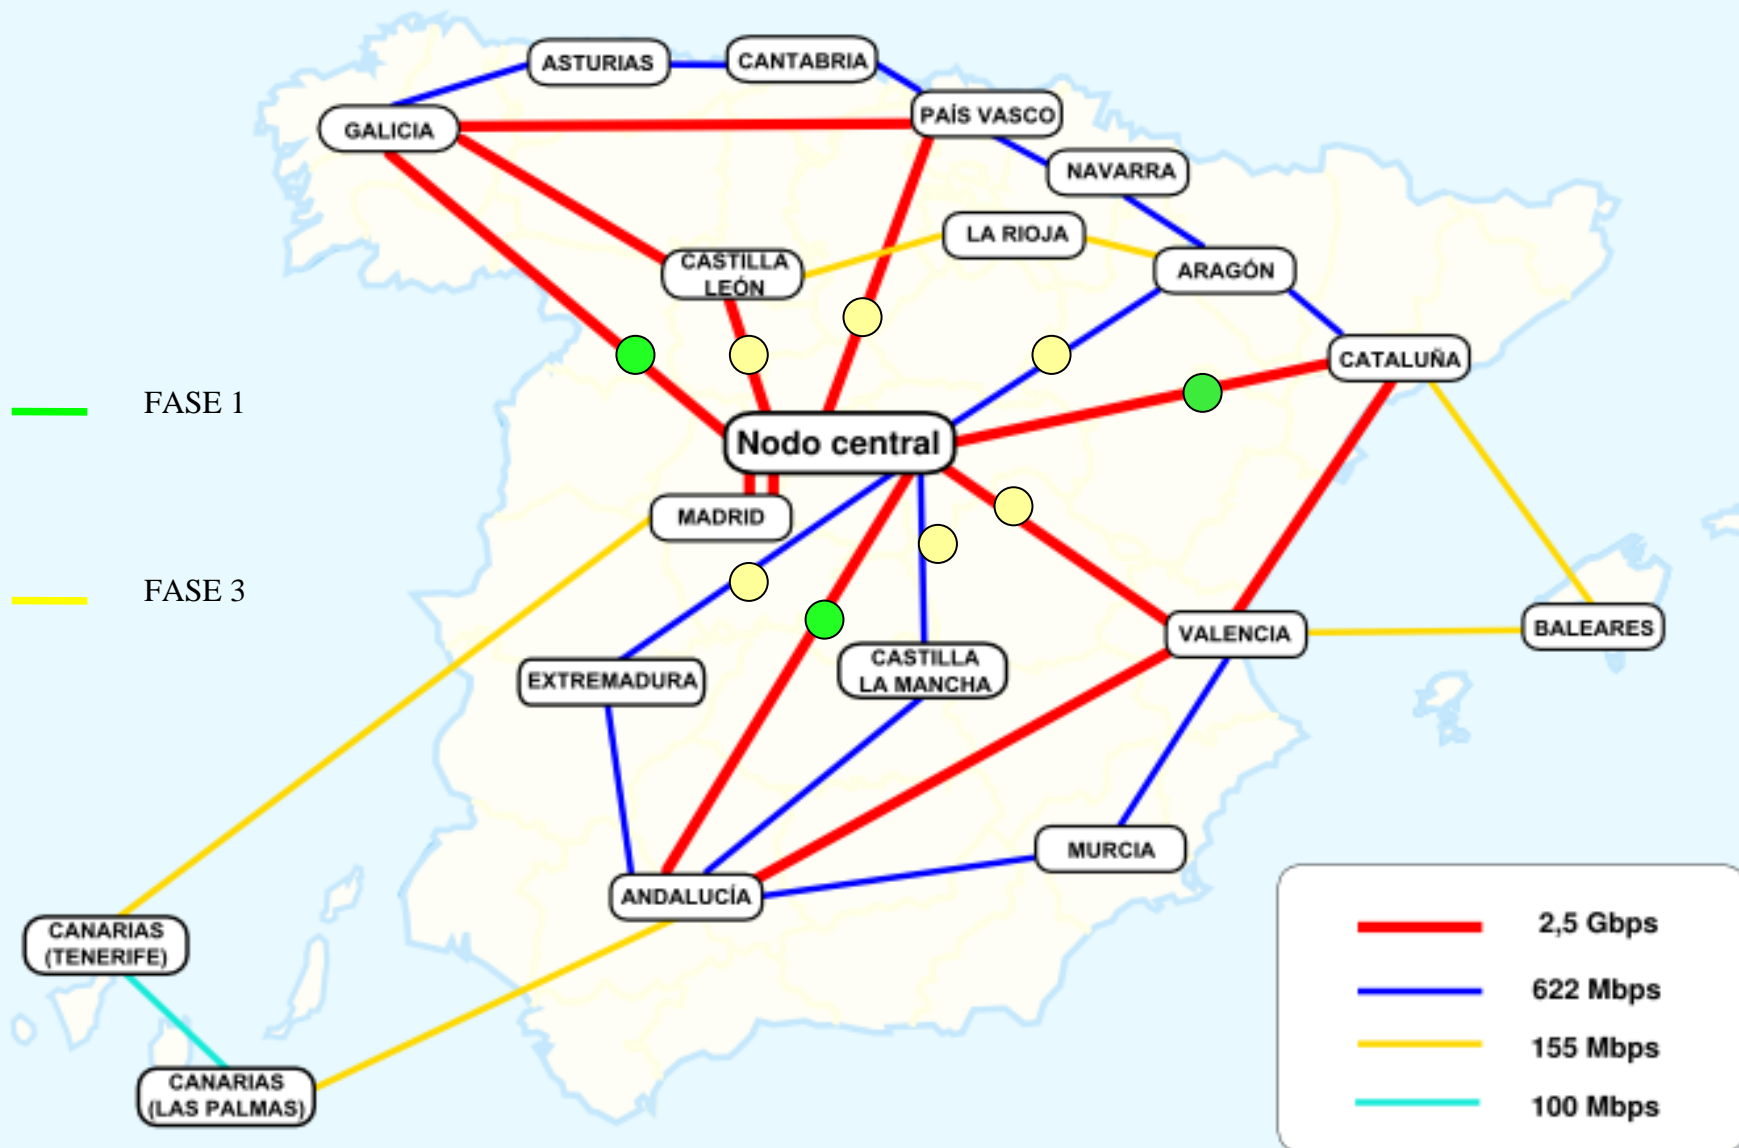 ASTURIAS
CANTABRIA
GALICIA
PAÍS VASCO
NAVARRA
LA RIOJA
CASTILLA
LEÓN
ARAGÓN
CATALUÑA
FASE 1
Nodo central
MADRID
FASE 3
VALENCIA
BALEARES
EXTREMADURA
CASTILLA
LA MANCHA
MURCIA
ANDALUCÍA
CANARIAS
(TENERIFE)
CANARIAS
(LAS PALMAS)
2,5 Gbps
622 Mbps
155 Mbps
100 Mbps